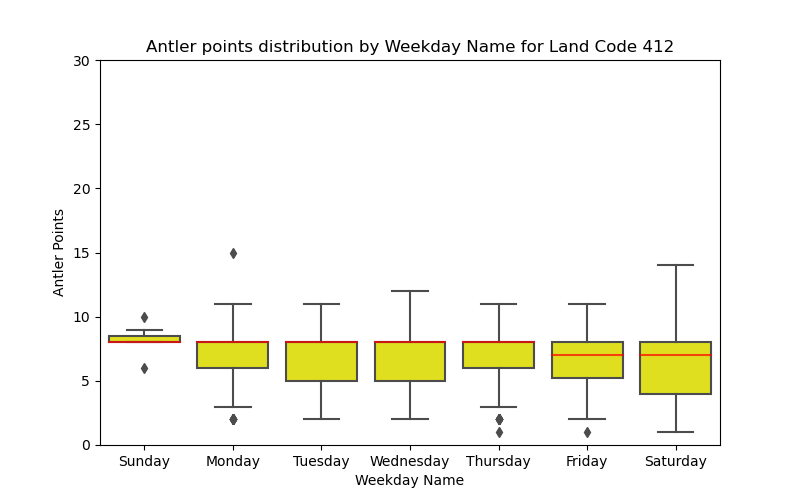 Antler points distribution by Weekday Name for Land Code 412
30
25
20
15
10
5
0
Antler Points
Sunday Monday Tuesday Wednesday Thursday Friday Saturday
Weekday Name